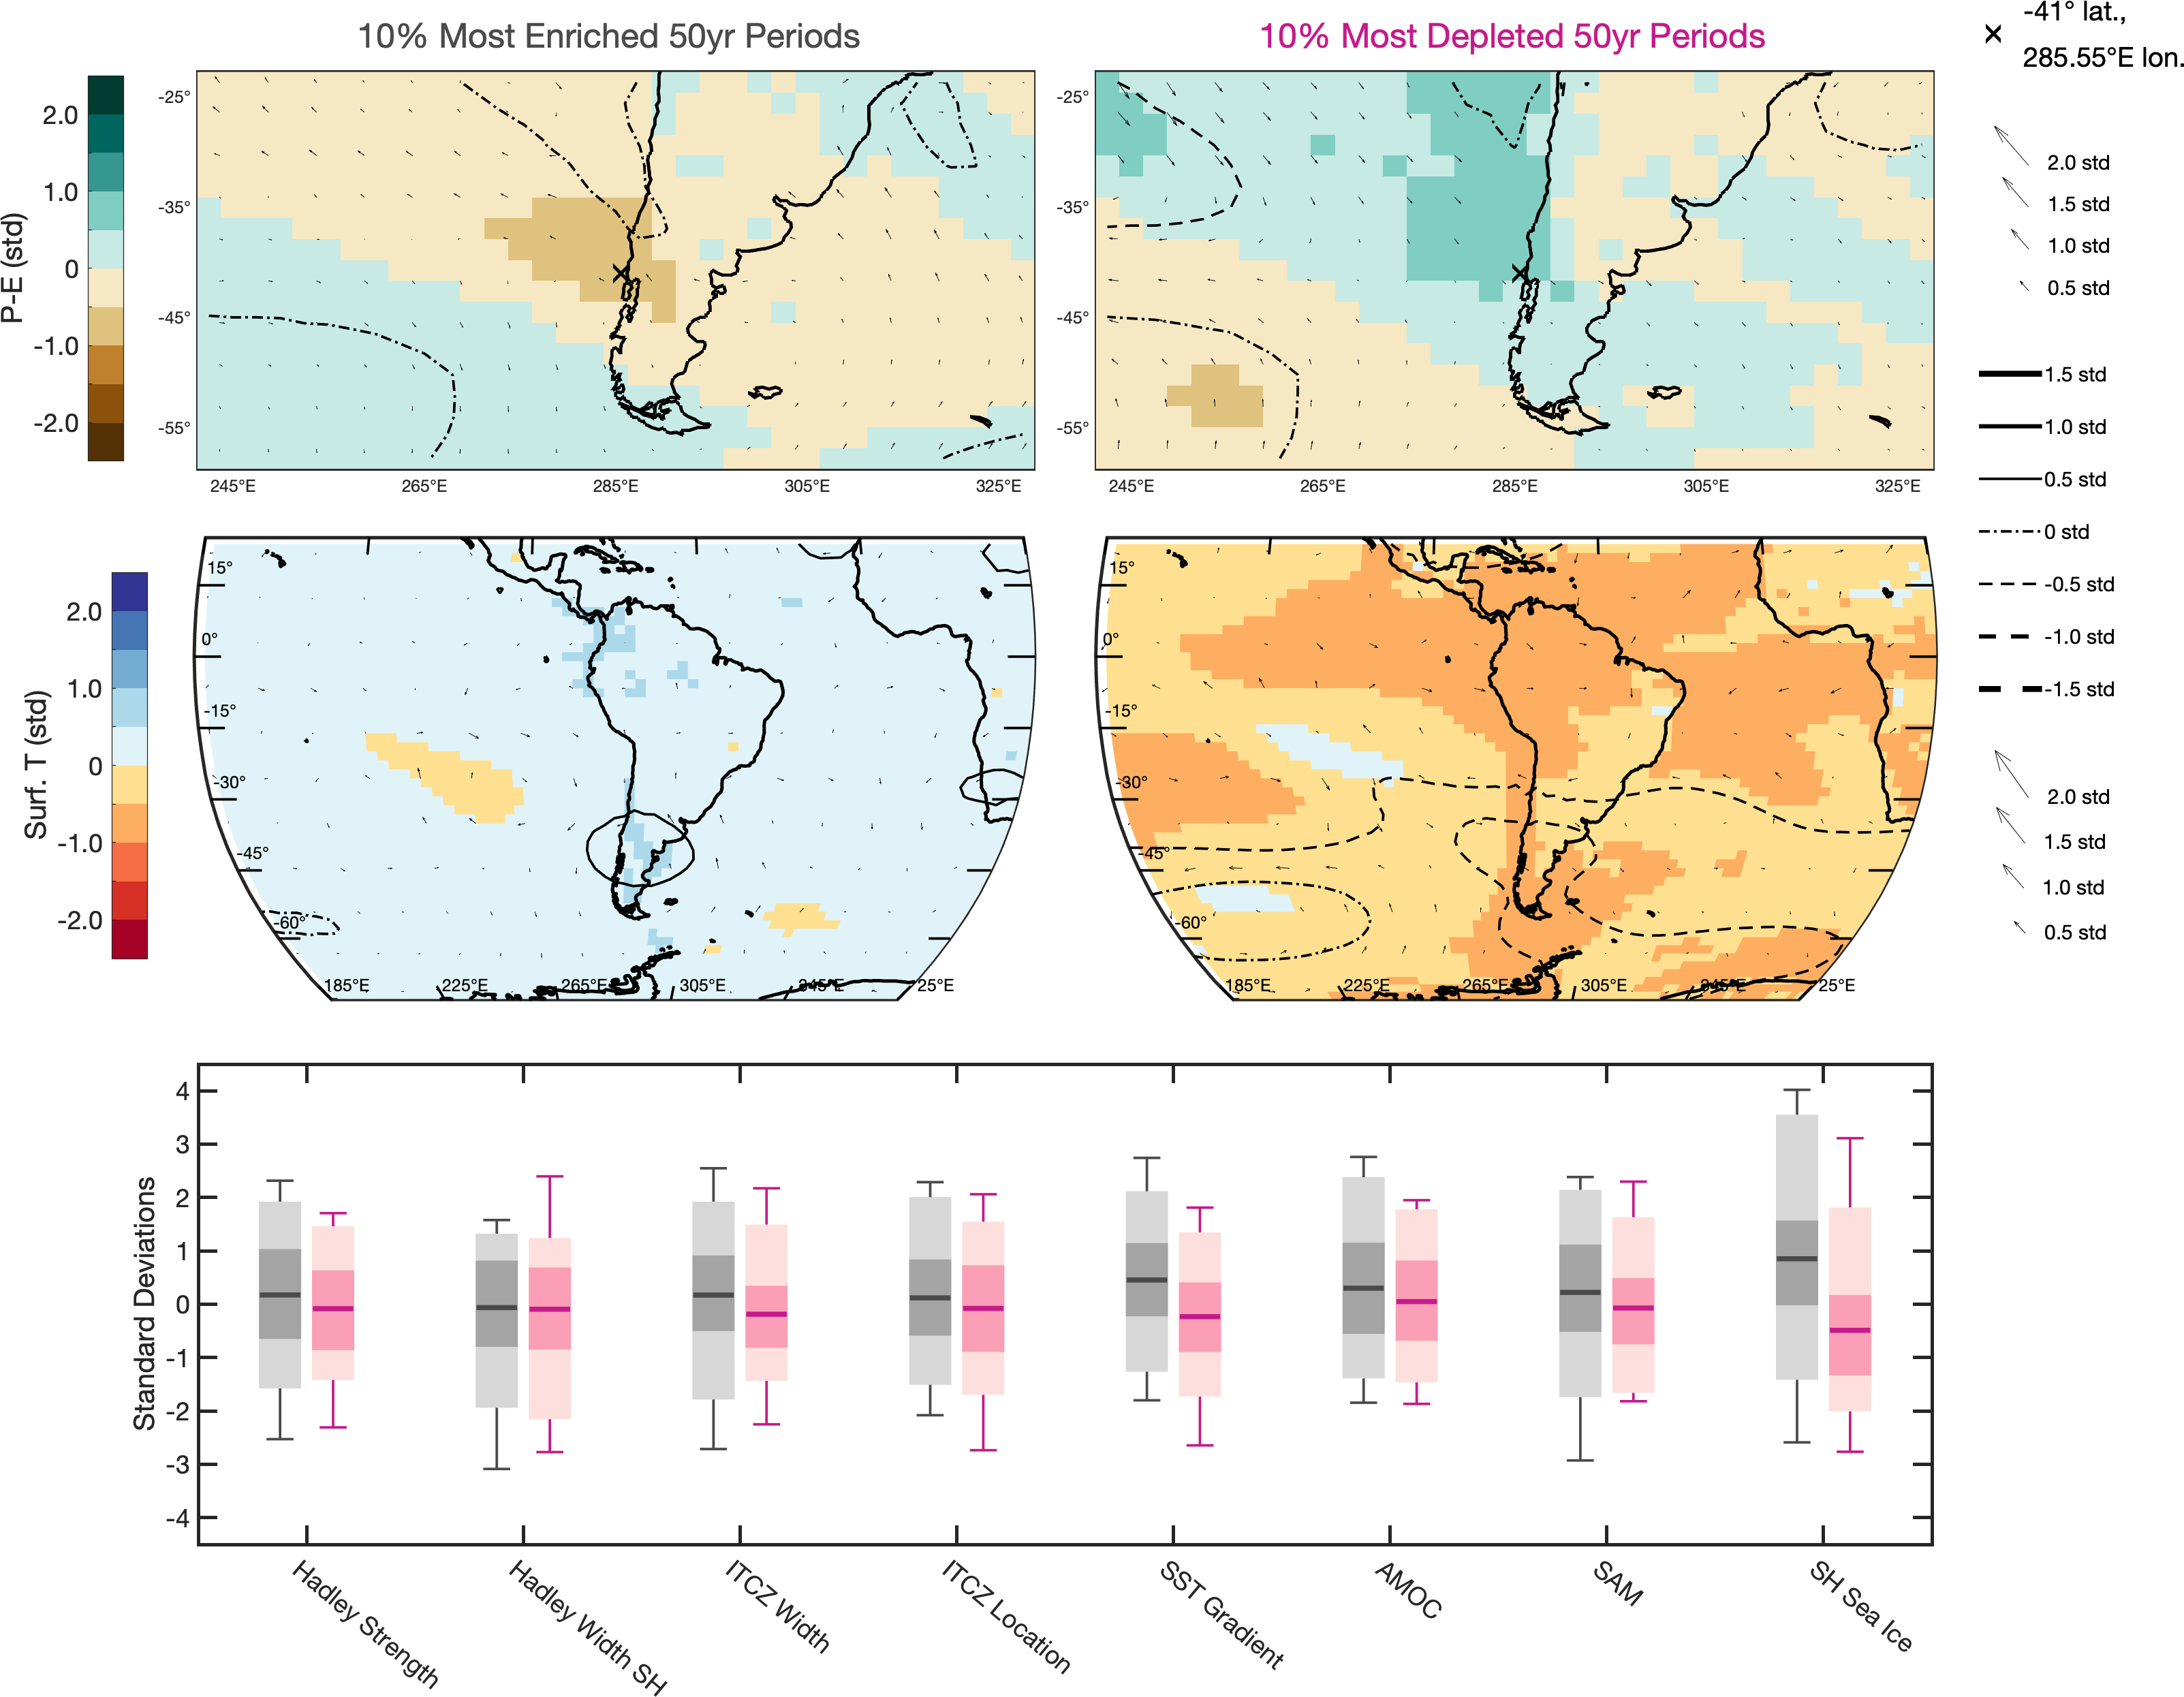 10% Most Enriched 50yr Periods
10% Most Depleted 50yr Periods
-41° lat.,
285.55°E lon.
P-E (std)
2.0
1.0
0
-1.0
-2.0
-25°
-35°
-45°
-55°
245°E
265°E
285°E
305°E
325°E
-25°
-35°
-45°
-55°
245°E
265°E
285°E
305°E
325°E
2.0 std
1.5 std
1.0 std
0.5 std
1.5 std
1.0 std
0.5 std
0 std
-0.5 std
-1.0 std
-1.5 std
Surf. T (std)
2.0
1.0
0
-1.0
-2.0
15°
0°
-15°
-30°
-45°
-60°
185°E
225°E
265°E
305°E
345°E
25°E
15°
0°
-15°
-30°
-45°
-60°
185°E
225°E
265°E
305°E
345°E
25°E
2.0 std
1.5 std
1.0 std
0.5 std
Standard Deviations
4
3
2
1
0
-1
-2
-3
-4
Hadley Strength
Hadley Width SH
ITCZ Width
ITCZ Location
SST Gradient
AMOC
SAM
SH Sea Ice